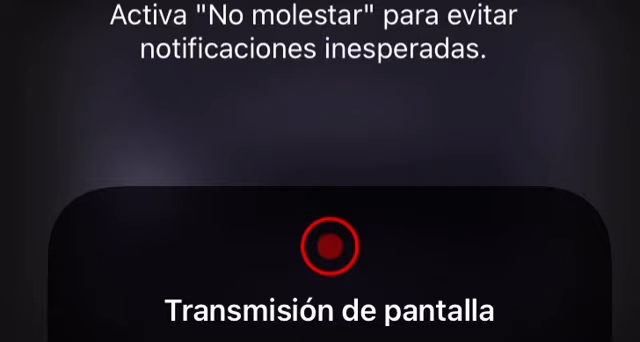 Activa "No molestar" para evitar
notificaciones inesperadas.
Transmisión de pantalla